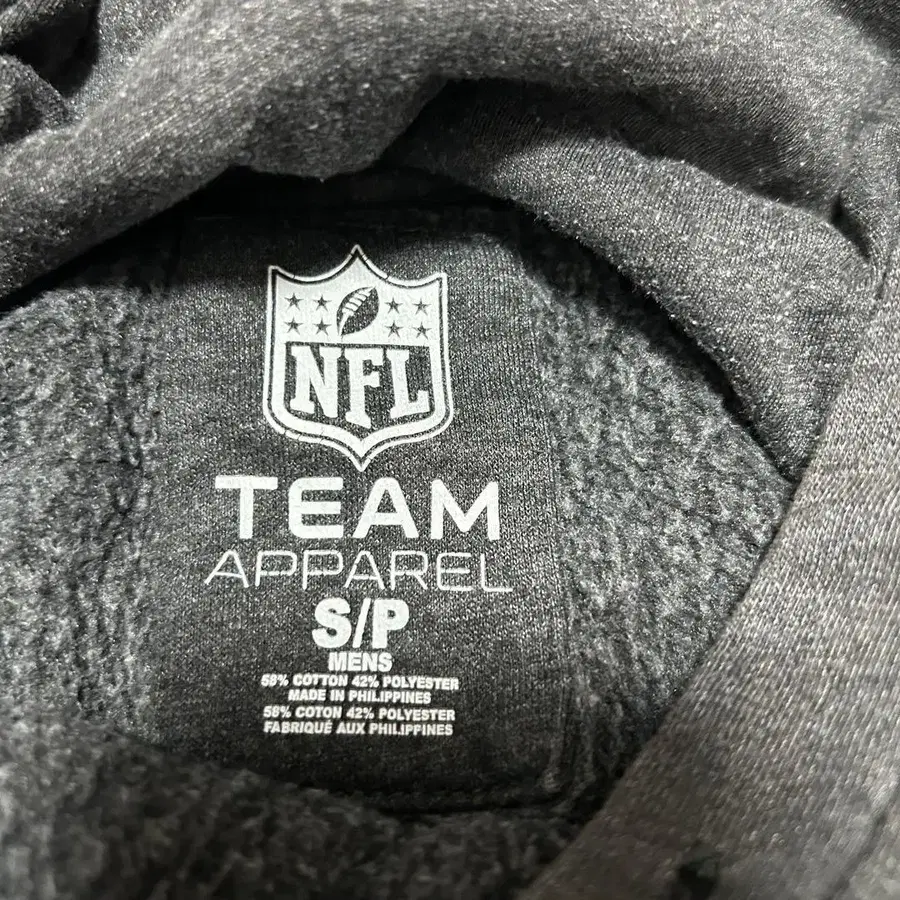 NFL
TEAM
APPAREL
S/P
MENS
58% COTTON 42% POLYESTER
MADE IN PHILIPPINES
58% COTON 42% POLYESTER
FABRIQUÉ AUX PHILIPPINES